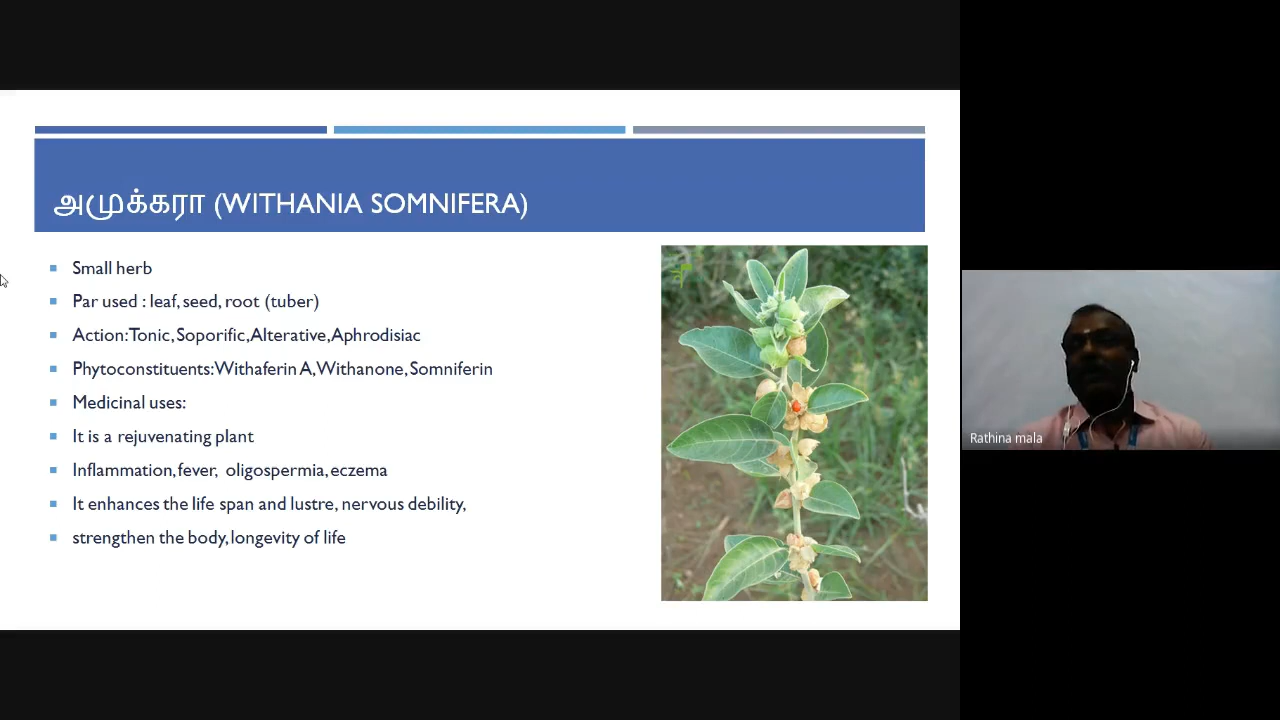 அமுக்கரா (WITHANIA SOMNIFERA)
Small herb
Par used : leaf, seed, root (tuber)
Action:Tonic, Soporific, Alterative, Aphrodisiac
Phytoconstituents: Withaferin A, Withanone, Somniferin
Medicinal uses:
It is a rejuvenating plant
Inflammation, fever, oligospermia, eczema
It enhances the life span and lustre, nervous debility,
strengthen the body, longevity of life
Rathina mala